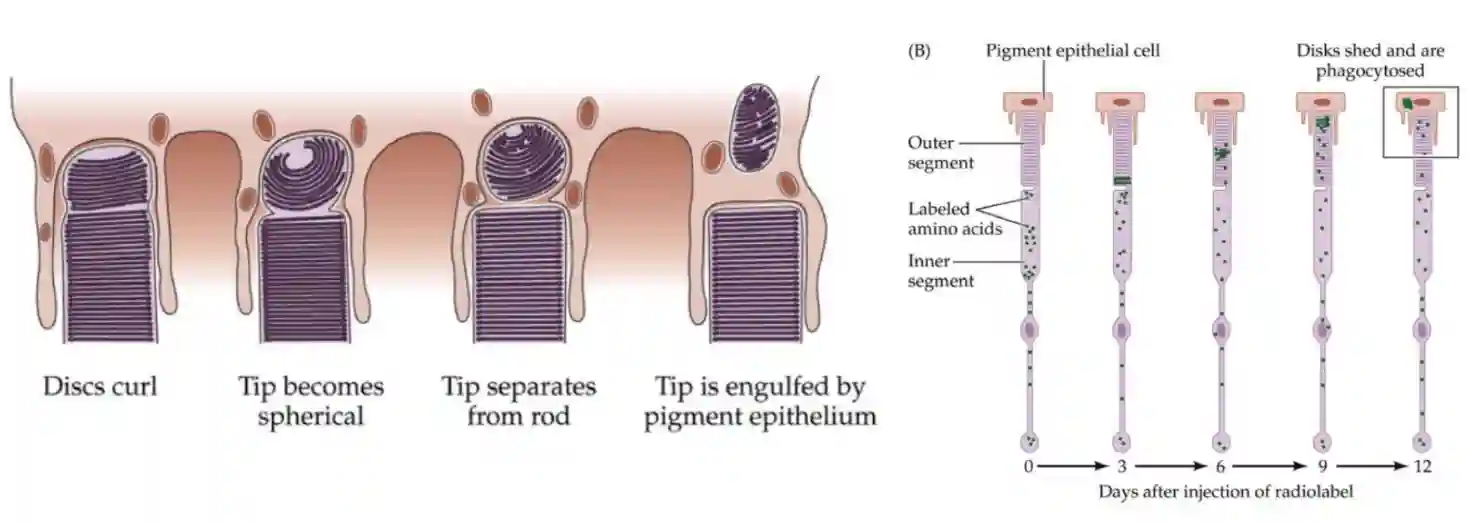 Discs curl
Tip becomes
spherical
Tip separates
from rod
Tip is engulfed by
pigment epithelium
(B)
Pigment epithelial cell
Disks shed and are
phagocytosed
Outer
segment
Labeled
amino acids
Inner
segment
0 3 6 9 12
Days after injection of radiolabel